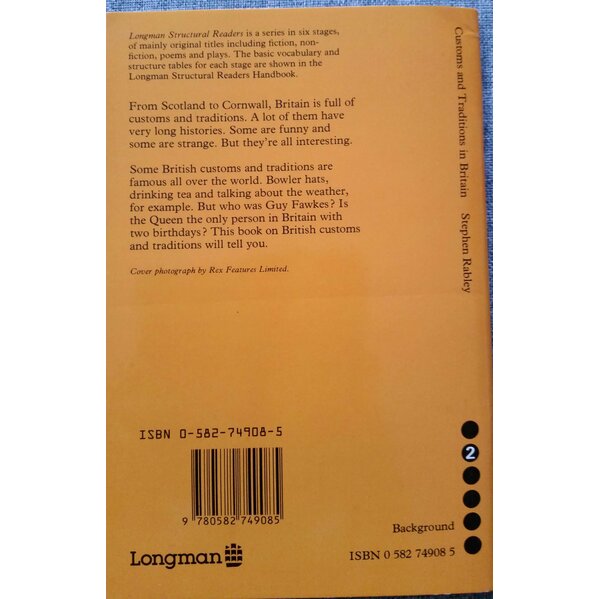 Longman Structural Readers is a series in six stages,
of mainly original titles including fiction, non-
fiction, poems and plays. The basic vocabulary and
structure tables for each stage are shown in the
Longman Structural Readers Handbook.
From Scotland to Cornwall, Britain is full of
customs and traditions. A lot of them have
very long histories. Some are funny and
some are strange. But they're all interesting.
Some British customs and traditions are
famous all over the world. Bowler hats,
drinking tea and talking about the weather,
for example. But who was Guy Fawkes? Is
the Queen the only person in Britain with
two birthdays? This book on British customs
and traditions will tell you.
Cover photograph by Rex Features Limited.
ISBN 0-582-74908-5
9 780582 749085
Longman
Customs and Traditions in Britain Stephen Rabley
2
Background
ISBN 0 582 74908 5